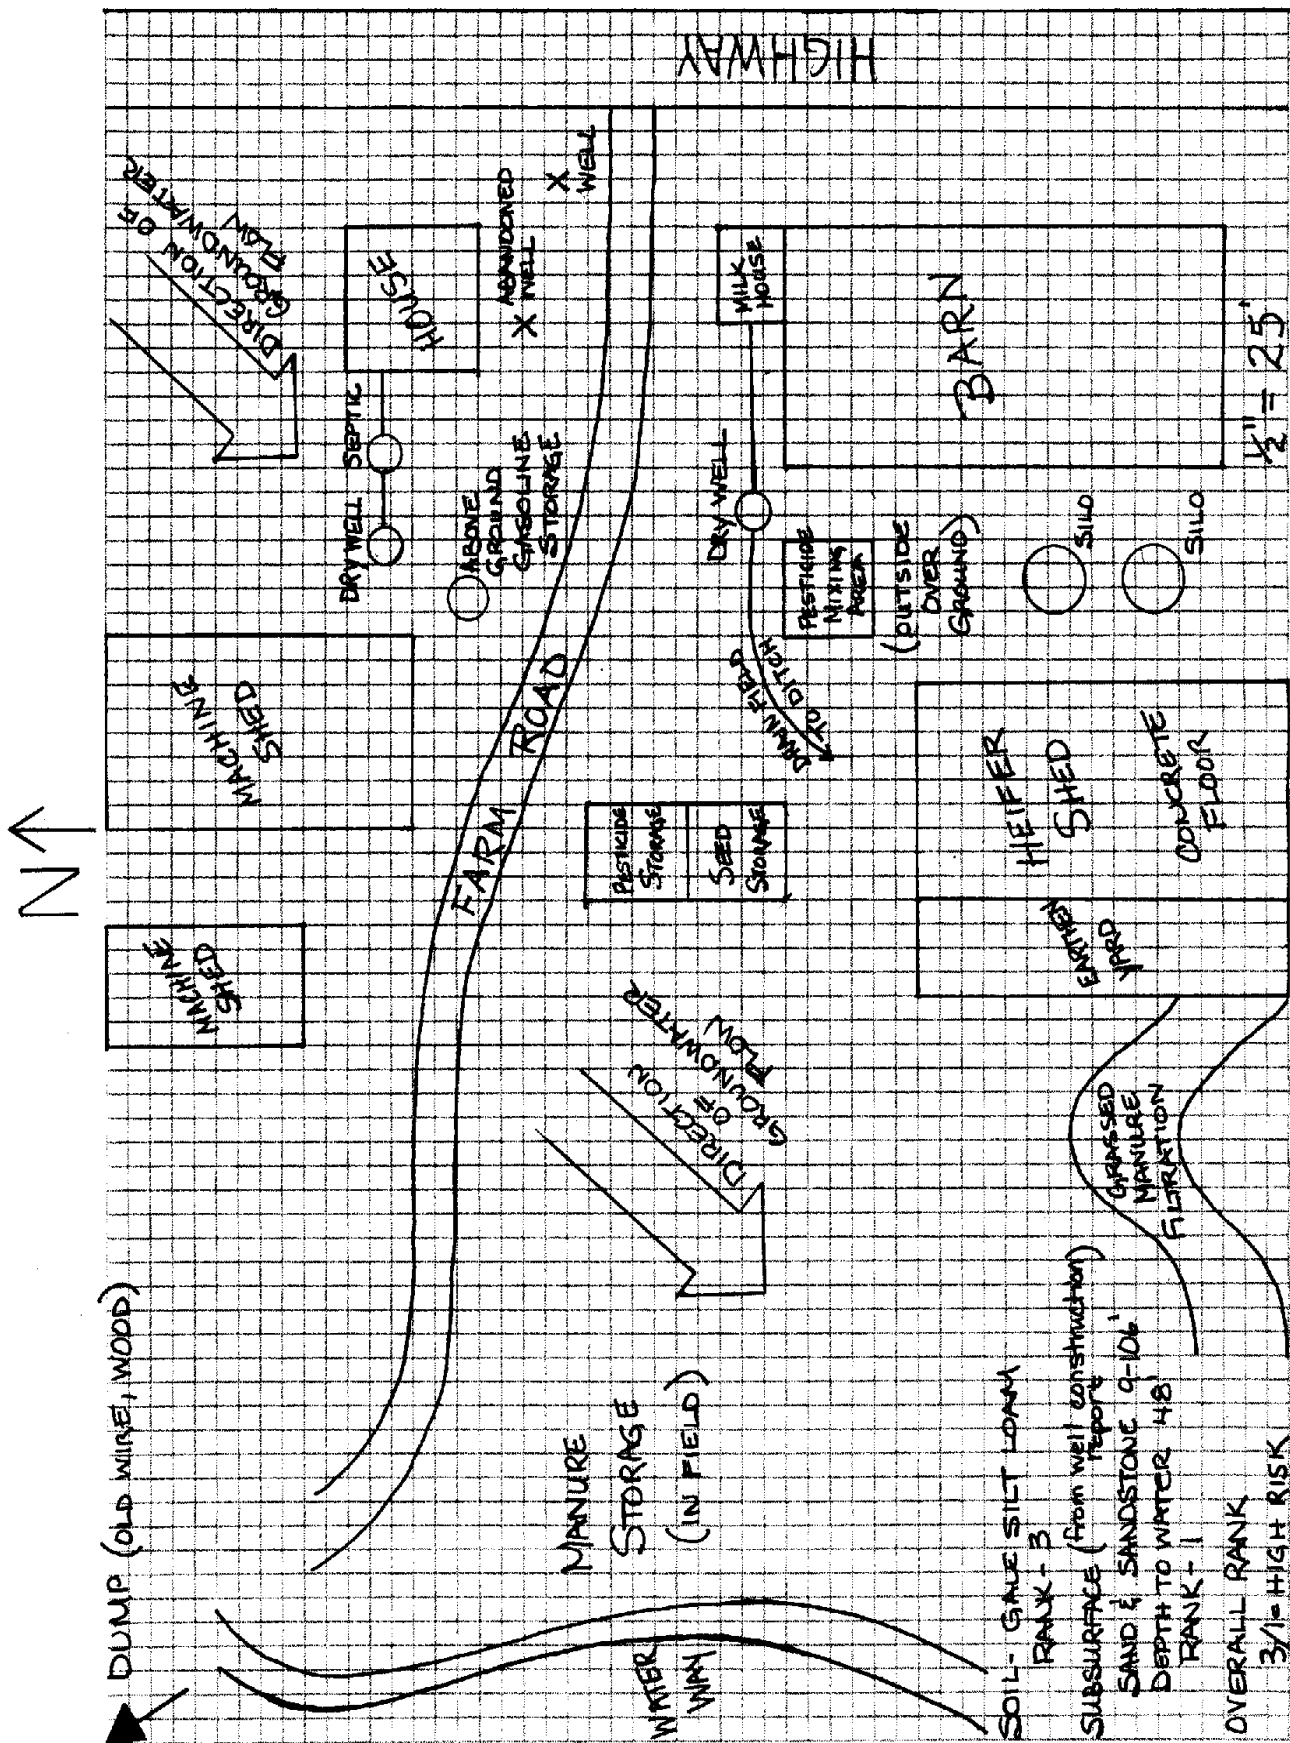 N
HIGHWAY
DIRECTION OF
GROUNDWATER
FLOW
HOUSE
SEPTIC
DRYWELL
X ABANDONED
WELL
X
WELL
ABOVE
GROUND
GASOLINE
STORAGE
MACHINE
SHED
MACHINE
SHED
FARM ROAD
MILK
HOUSE
BARN
DRY WELL
PESTICIDE
MIXING
AREA
(OUTSIDE
OVER
GROUND)
SILO
SILO
DRAIN FIELD
TO DITCH
PESTICIDE
STORAGE
SEED
STORAGE
HEIFER
SHED
CONCRETE
FLOOR
EARTHEN
YARD
GRASSED
MANURE
FILTRATION
DIRECTION
OF
GROUNDWATER
FLOW
DUMP (OLD WIRE, WOOD)
MANURE
STORAGE
(IN FIELD)
WATER
WAY
SOIL - GALE SILT LOAM
RANK - 3
SUBSURFACE (from well construction)
report
SAND & SANDSTONE 9-106'
DEPTH TO WATER 48'
RANK - 1
OVERALL RANK
3/1 = HIGH RISK
1/2" = 25'